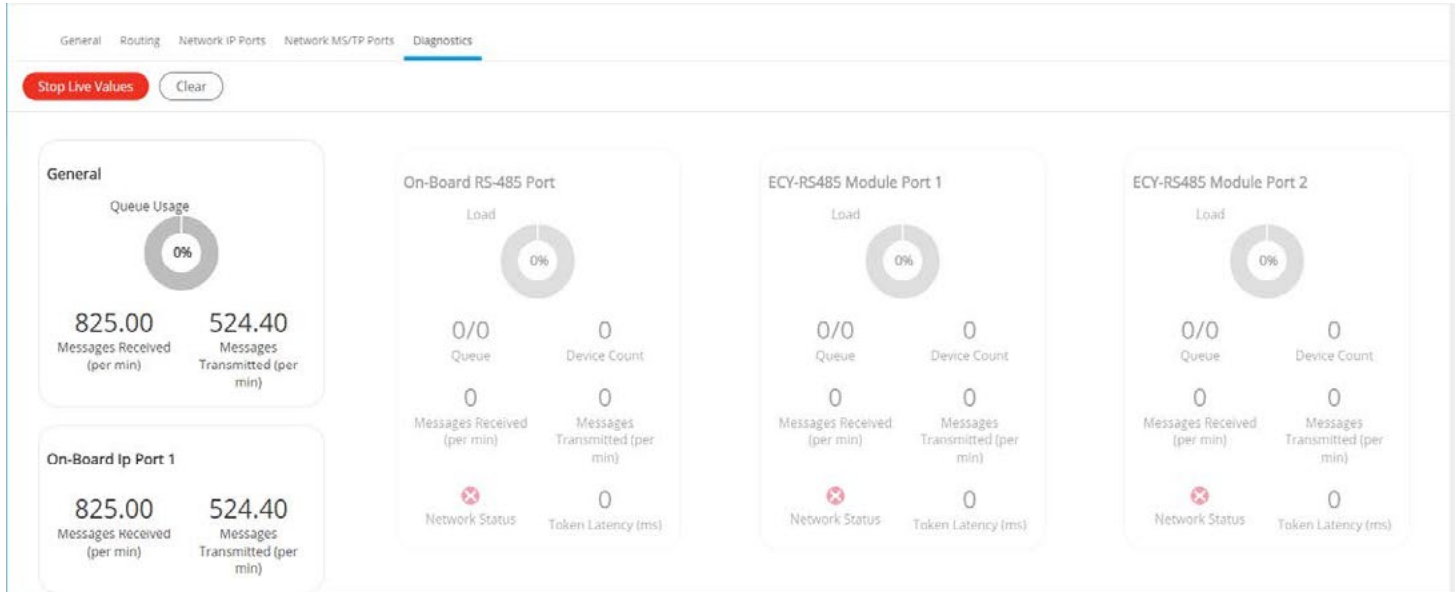 General Routing Network IP Ports Network MS/TP Ports Diagnostics
Stop Live Values Clear
General
Queue Usage
0%
825.00 524.40
Messages Received Messages
(per min) Transmitted (per
min)
On-Board Ip Port 1
825.00 524.40
Messages Received Messages
(per min) Transmitted (per
min)
On-Board RS-485 Port
Load
0%
0/0 0
Queue Device Count
0 0
Messages Received Messages
(per min) Transmitted (per
min)
0
Network Status Token Latency (ms)
ECY-RS485 Module Port 1
Load
0%
0/0 0
Queue Device Count
0 0
Messages Received Messages
(per min) Transmitted (per
min)
0
Network Status Token Latency (ms)
ECY-RS485 Module Port 2
Load
0%
0/0 0
Queue Device Count
0 0
Messages Received Messages
(per min) Transmitted (per
min)
0
Network Status Token Latency (ms)